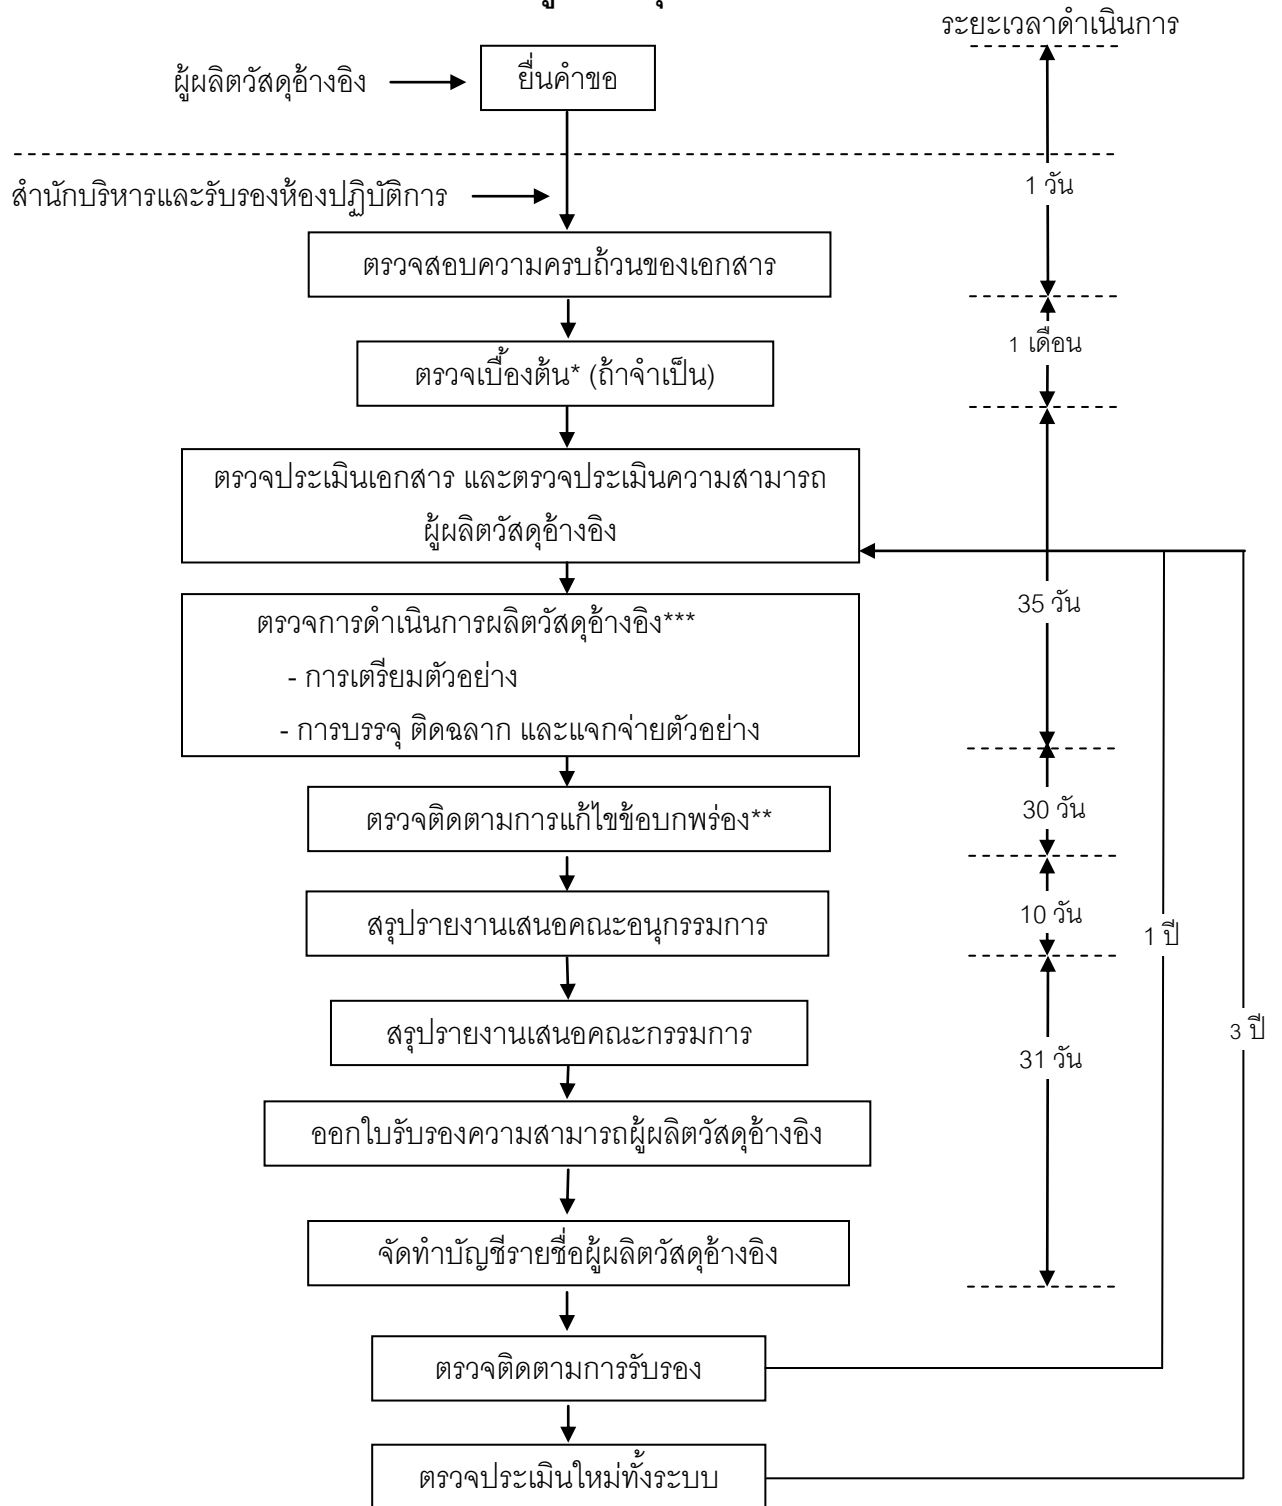 ระยะเวลาดำเนินการ
ผู้ผลิตวัสดุอ้างอิง
ยื่นคำขอ
สำนักบริหารและรับรองห้องปฏิบัติการ
1 วัน
ตรวจสอบความครบถ้วนของเอกสาร
1 เดือน
ตรวจเบื้องต้น* (ถ้าจำเป็น)
ตรวจประเมินเอกสาร และตรวจประเมินความสามารถ
ผู้ผลิตวัสดุอ้างอิง
35 วัน
ตรวจการดำเนินการผลิตวัสดุอ้างอิง***
- การเตรียมตัวอย่าง
- การบรรจุ ติดฉลาก และแจกจ่ายตัวอย่าง
30 วัน
ตรวจติดตามการแก้ไขข้อบกพร่อง**
10 วัน
สรุปรายงานเสนอคณะอนุกรรมการ
1 ปี
สรุปรายงานเสนอคณะกรรมการ
3 ปี
31 วัน
ออกใบรับรองความสามารถผู้ผลิตวัสดุอ้างอิง
จัดทำบัญชีรายชื่อผู้ผลิตวัสดุอ้างอิง
ตรวจติดตามการรับรอง
ตรวจประเมินใหม่ทั้งระบบ